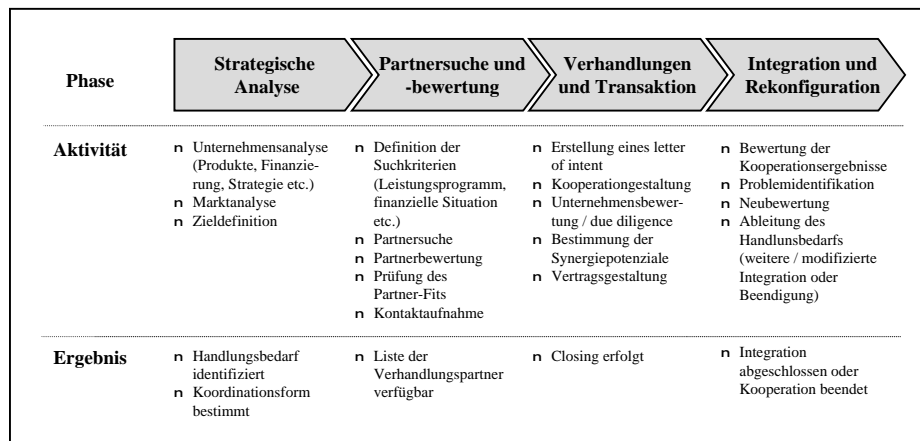 Phase
Strategische
Analyse
Partnersuche und
-bewertung
Verhandlungen
und Transaktion
Integration und
Rekonfiguration
Aktivität
n Unternehmensanalyse
(Produkte, Finanzie-
rung, Strategie etc.)
n Marktanalyse
n Zieldefinition
n Definition der
Suchkriterien
(Leistungsprogramm,
finanzielle Situation
etc.)
n Partnersuche
n Partnerbewertung
n Prüfung des
Partner-Fits
n Kontaktaufnahme
n Erstellung eines letter
of intent
n Kooperationgestaltung
n Unternehmensbewer-
tung / due diligence
n Bestimmung der
Synergiepotenziale
n Vertragsgestaltung
n Bewertung der
Kooperationsergebnisse
n Problemidentifikation
n Neubewertung
n Ableitung des
Handlunsbedarfs
(weitere / modifizierte
Integration oder
Beendigung)
Ergebnis
n Handlungsbedarf
identifiziert
n Koordinationsform
bestimmt
n Liste der
Verhandlungspartner
verfügbar
n Closing erfolgt
n Integration
abgeschlossen oder
Kooperation beendet